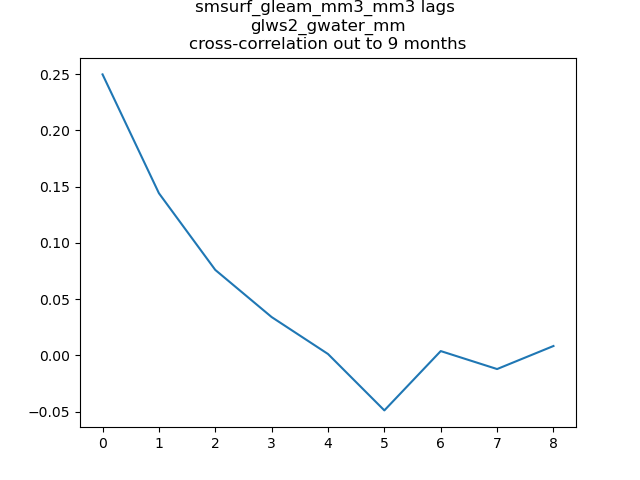 smsurf_gleam_mm3_mm3 lags
glws2_gwater_mm
cross-correlation out to 9 months
0.25
0.20
0.15
0.10
0.05
0.00
−0.05
0 1 2 3 4 5 6 7 8